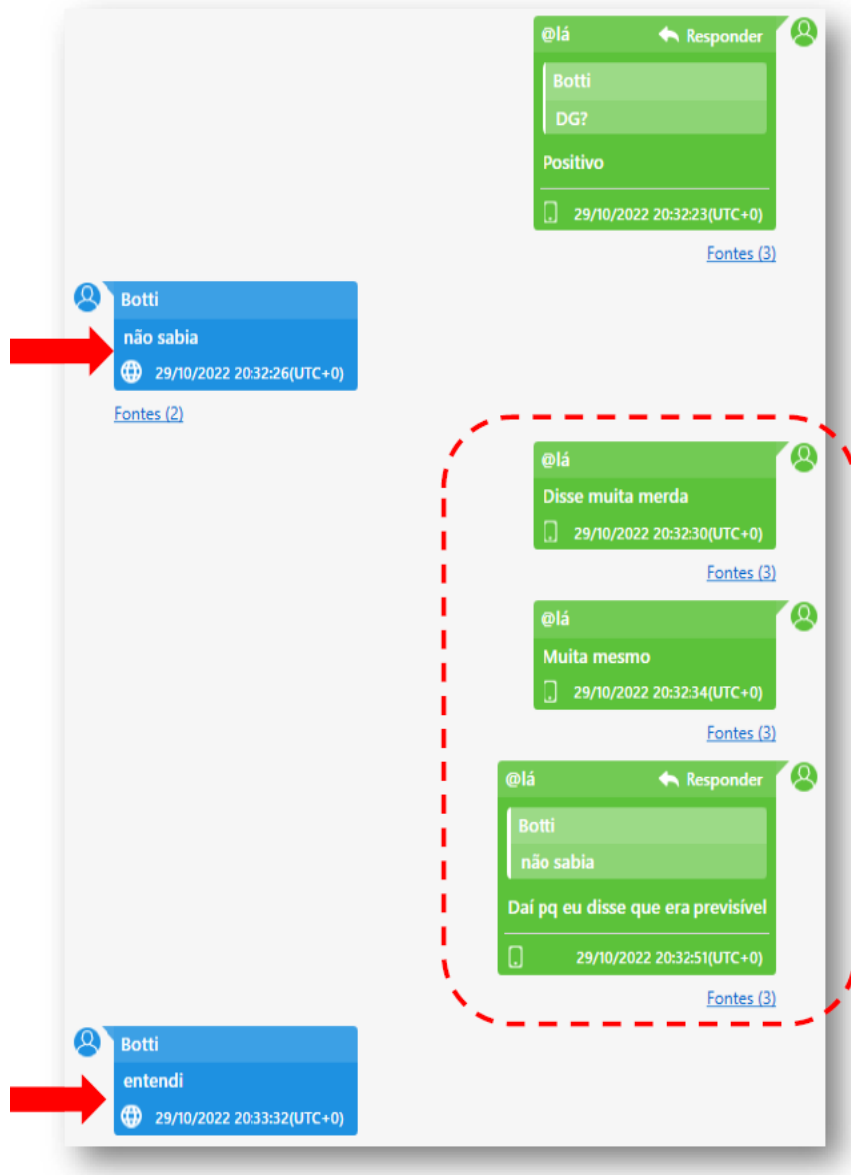 @lá Responder
Botti
DG?
Positivo
29/10/2022 20:32:23(UTC+0)
Fontes (3)
Botti
não sabia
29/10/2022 20:32:26(UTC+0)
Fontes (2)
@lá
Disse muita merda
29/10/2022 20:32:30(UTC+0)
Fontes (3)
@lá
Muita mesmo
29/10/2022 20:32:34(UTC+0)
Fontes (3)
@lá Responder
Botti
não sabia
Daí pq eu disse que era previsível
29/10/2022 20:32:51(UTC+0)
Fontes (3)
Botti
entendi
29/10/2022 20:33:32(UTC+0)